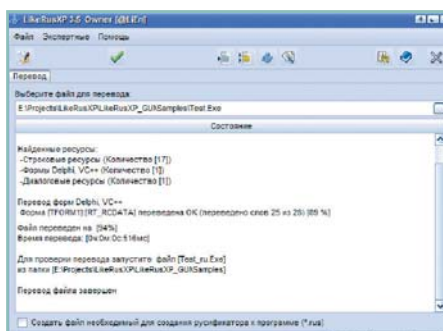 LikeRusXP 3.5 Owner [@LiEn]
Файл Экспертные Помощь
Перевод
Выберите файл для перевода:
E:\Projects\LikeRusXP\LikeRusXP_GUI\Samples\Test.Exe
Состояние
Найденные ресурсы:
-Строковые ресурсы (Количество [17])
-Формы Delphi, VC++ (Количество [1])
-Диалоговые ресурсы (Количество [1])
Перевод форм Delphi, VC++
Форма [TFORM1][RT_RCDATA] переведена OK (переведено слов 25 из 28) [89 %]
Файл переведен на [94%]
Время перевода: [0ч:0м:0с:516мс]
Для проверки перевода запустите файл [Test_ru.Exe]
из папки [E:\Projects\LikeRusXP\LikeRusXP_GUI\Samples]
Перевод файла завершен
Создать файл необходимый для создания русификатора к программе (*.rus)